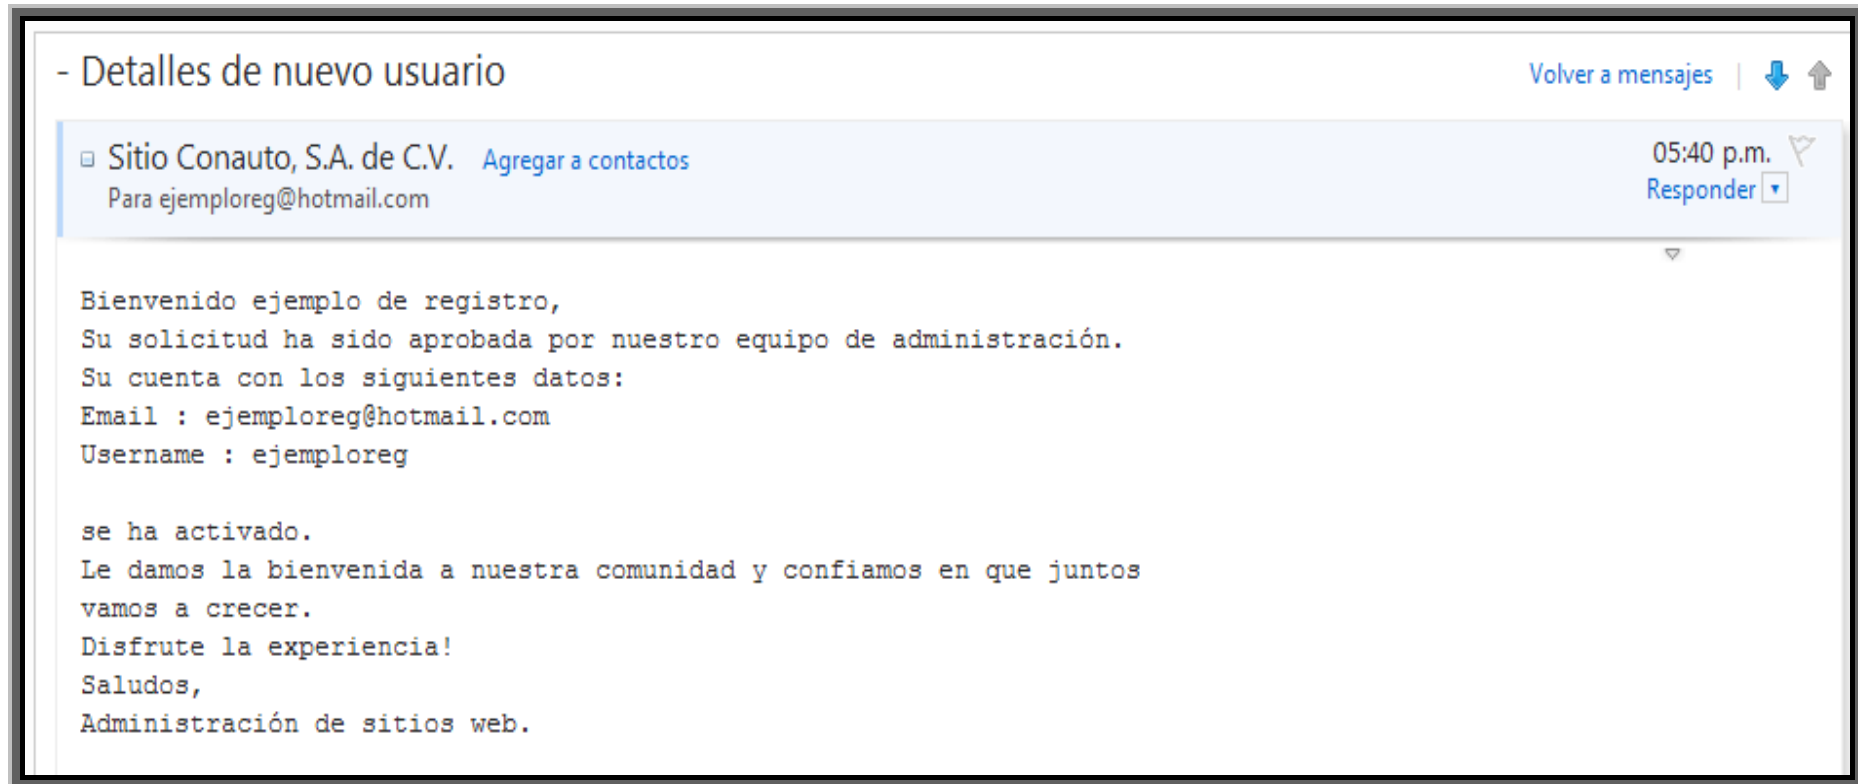 - Detalles de nuevo usuario
Volver a mensajes |
Sitio Conauto, S.A. de C.V. Agregar a contactos
05:40 p.m.
Para ejemploreg@hotmail.com
Responder
Bienvenido ejemplo de registro,
Su solicitud ha sido aprobada por nuestro equipo de administración.
Su cuenta con los siguientes datos:
Email : ejemploreg@hotmail.com
Username : ejemploreg
se ha activado.
Le damos la bienvenida a nuestra comunidad y confiamos en que juntos
vamos a crecer.
Disfrute la experiencia!
Saludos,
Administración de sitios web.